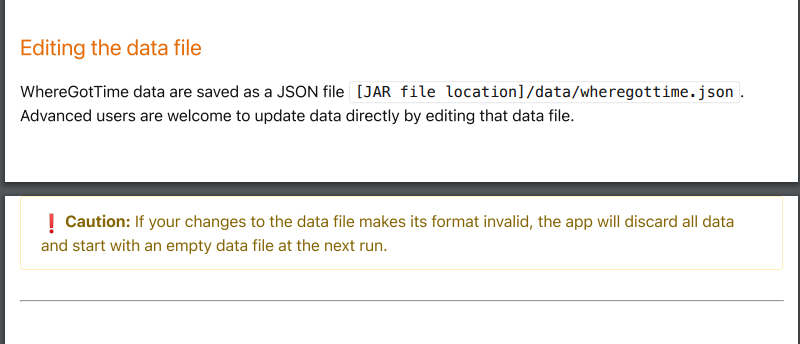 Editing the data file
WhereGotTime data are saved as a JSON file [JAR file location]/data/wheregottime.json.
Advanced users are welcome to update data directly by editing that data file.
❗ Caution: If your changes to the data file makes its format invalid, the app will discard all data
and start with an empty data file at the next run.